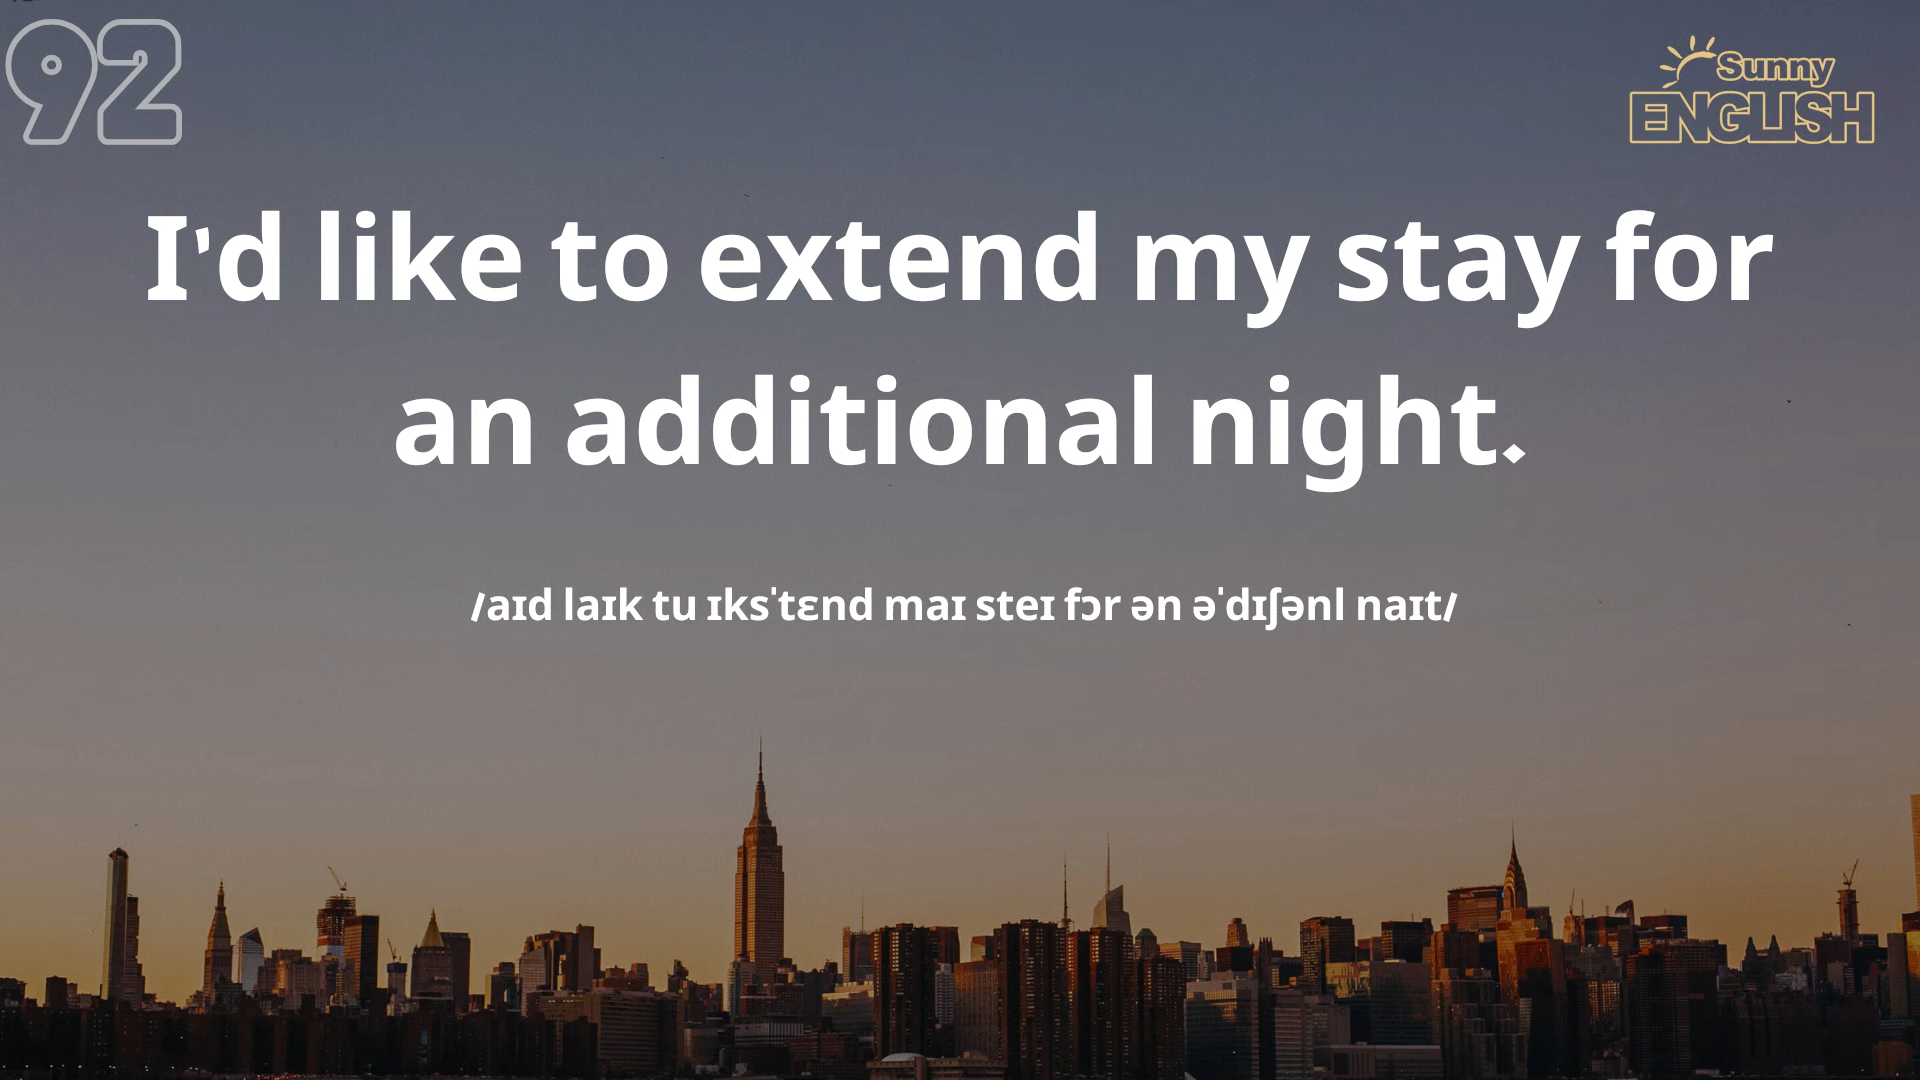 92
Sunny
ENGLISH
I'd like to extend my stay for
an additional night.
/aɪd laɪk tu ɪksˈtɛnd maɪ steɪ fɔr ən əˈdɪʃənl naɪt/